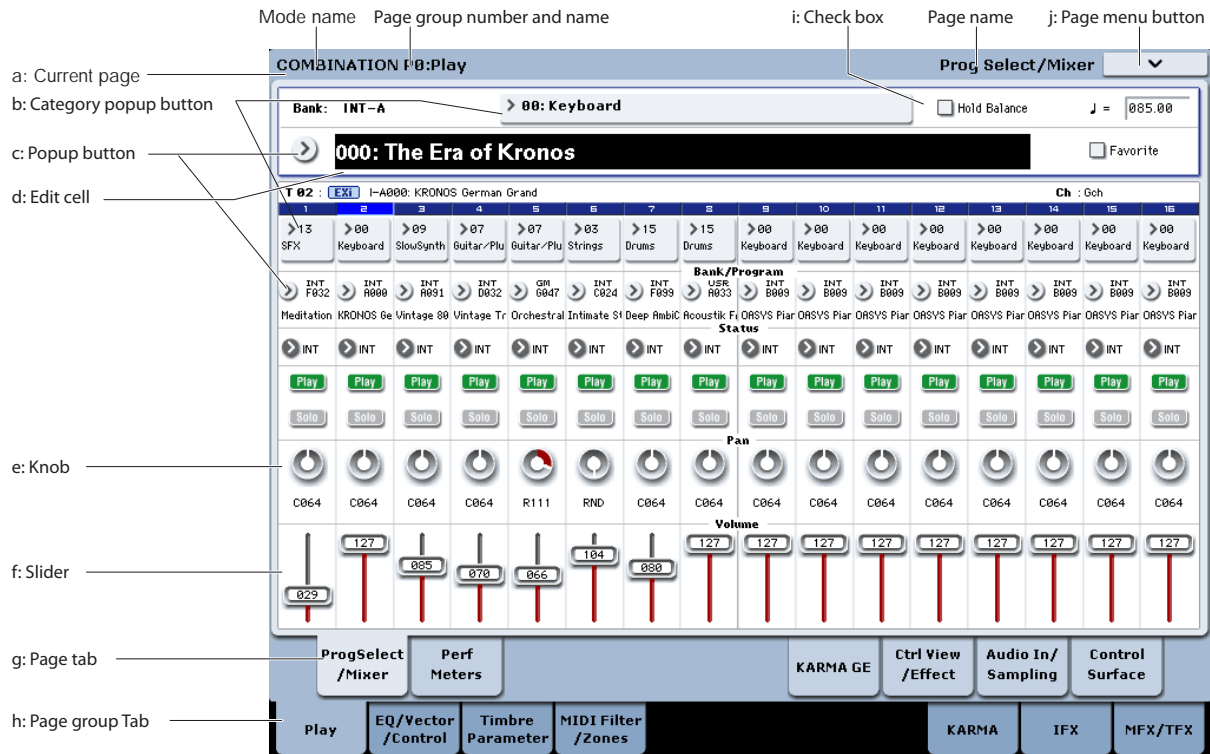 Mode name Page group number and name i: Check box Page name j: Page menu button
a: Current page
COMBINATION P0:Play Prog Select/Mixer
b: Category popup button
Bank: INT-A 00: Keyboard Hold Balance ♩ = 085.00
c: Popup button
000: The Era of Kronos Favorite
d: Edit cell
T 02 : EXi I-A000: KRONOS German Grand Ch : Gch
1 2 3 4 5 6 7 8 9 10 11 12 13 14 15 16
13 00 09 07 07 03 15 15 00 00 00 00 00 00 00 00
SFX Keyboard SlowSynth Guitar/Plu Guitar/Plu Strings Drums Drums Keyboard Keyboard Keyboard Keyboard Keyboard Keyboard Keyboard Keyboard
Bank/Program
INT INT INT INT GM INT INT USR INT INT INT INT INT INT INT INT
F032 A000 A091 D032 G047 C024 F099 A033 B009 B009 B009 B009 B009 B009 B009 B009
Meditation KRONOS Ge Vintage 80 Vintage Tr Orchestral Intimate St Deep AmbiC Acoustik Fr OASYS Piar OASYS Piar OASYS Piar OASYS Piar OASYS Piar OASYS Piar OASYS Piar OASYS Piar
Status
INT INT INT INT INT INT INT INT INT INT INT INT INT INT INT INT
Play Play Play Play Play Play Play Play Play Play Play Play Play Play Play Play
Solo Solo Solo Solo Solo Solo Solo Solo Solo Solo Solo Solo Solo Solo Solo Solo
Pan
e: Knob
C064 C064 C064 C064 R111 RND C064 C064 C064 C064 C064 C064 C064 C064 C064 C064
Volume
f: Slider
029 127 085 070 066 104 080 127 127 127 127 127 127 127 127 127
g: Page tab
ProgSelect /Mixer Perf Meters KARMA GE Ctrl View /Effect Audio In/ Sampling Control Surface
h: Page group Tab
Play EQ/Vector /Control Timbre Parameter MIDI Filter /Zones KARMA IFX MFX/TFX